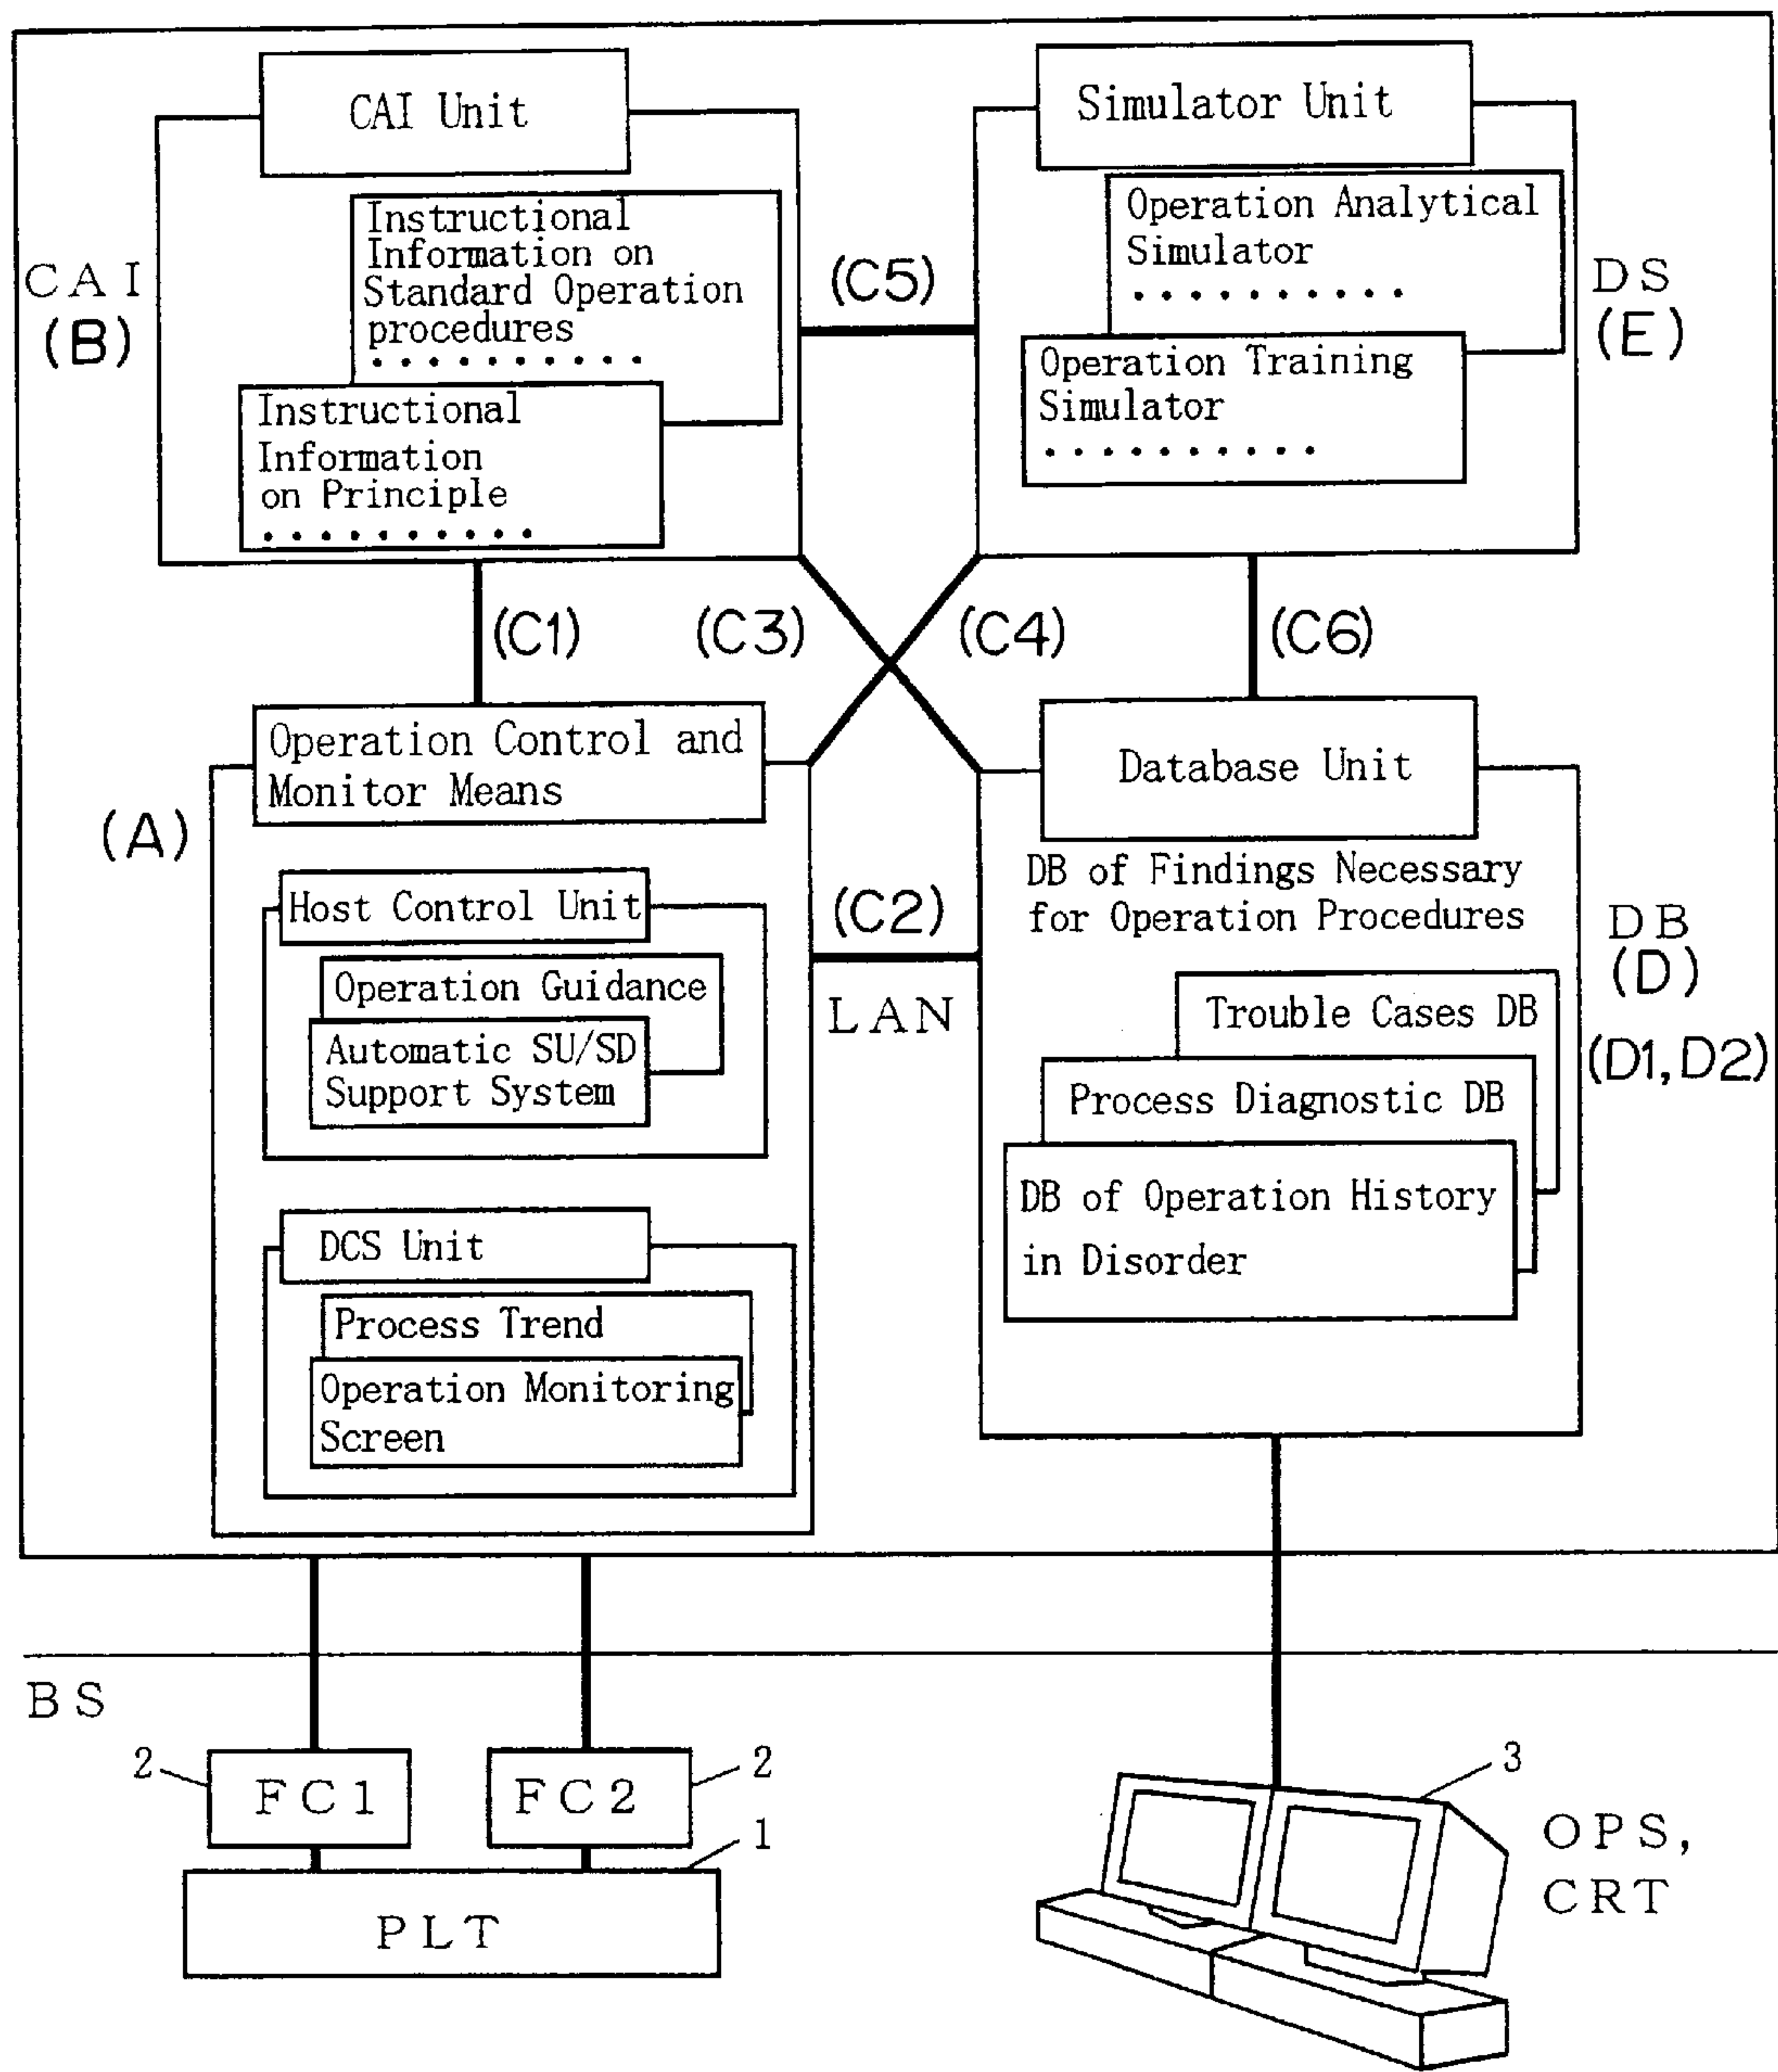 CAI Unit
Instructional
Information on
Standard Operation
procedures
..........
Instructional
Information
on Principle
..........
CAI
(B)
Simulator Unit
Operation Analytical
Simulator
..........
Operation Training
Simulator
..........
DS
(E)
(C5)
(C1)
(C3)
(C4)
(C6)
Operation Control and
Monitor Means
(A)
Host Control Unit
Operation Guidance
Automatic SU/SD
Support System
DCS Unit
Process Trend
Operation Monitoring
Screen
(C2)
LAN
Database Unit
DB of Findings Necessary
for Operation Procedures
DB
(D)
(D1, D2)
Trouble Cases DB
Process Diagnostic DB
DB of Operation History
in Disorder
BS
2
FC1
FC2
2
1
PLT
3
OPS,
CRT